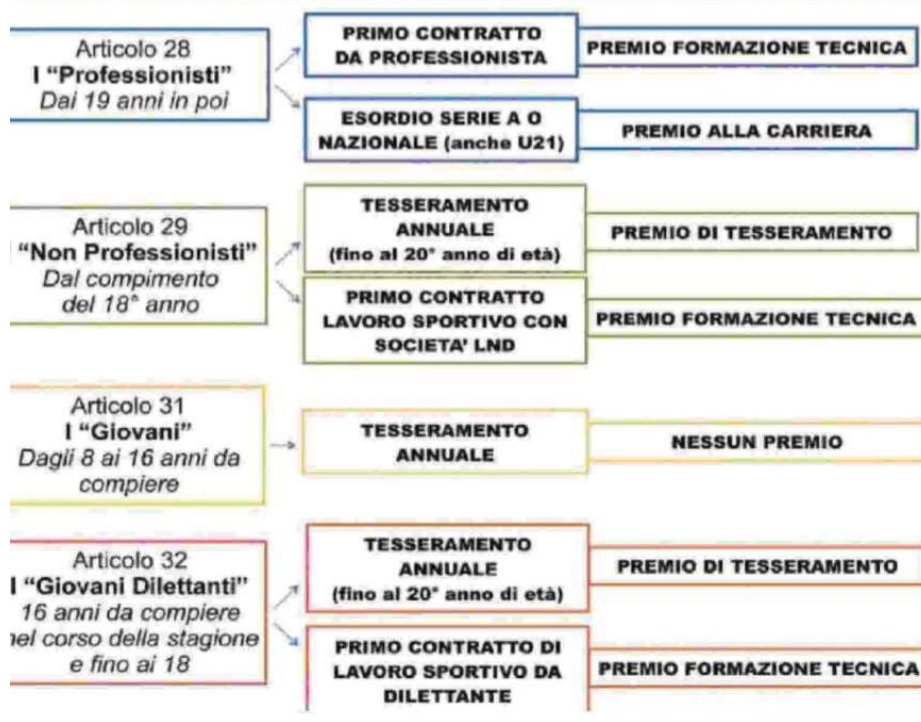 Articolo 28
I "Professionisti"
Dai 19 anni in poi
PRIMO CONTRATTO
DA PROFESSIONISTA
PREMIO FORMAZIONE TECNICA
ESORDIO SERIE A O
NAZIONALE (anche U21)
PREMIO ALLA CARRIERA
Articolo 29
"Non Professionisti"
Dal compimento
del 18° anno
TESSERAMENTO
ANNUALE
(fino al 20° anno di età)
PREMIO DI TESSERAMENTO
PRIMO CONTRATTO
LAVORO SPORTIVO CON
SOCIETA' LND
PREMIO FORMAZIONE TECNICA
Articolo 31
I "Giovani"
Dagli 8 ai 16 anni da
compiere
TESSERAMENTO
ANNUALE
NESSUN PREMIO
Articolo 32
I "Giovani Dilettanti"
16 anni da compiere
nel corso della stagione
e fino ai 18
TESSERAMENTO
ANNUALE
(fino al 20° anno di età)
PREMIO DI TESSERAMENTO
PRIMO CONTRATTO DI
LAVORO SPORTIVO DA
DILETTANTE
PREMIO FORMAZIONE TECNICA